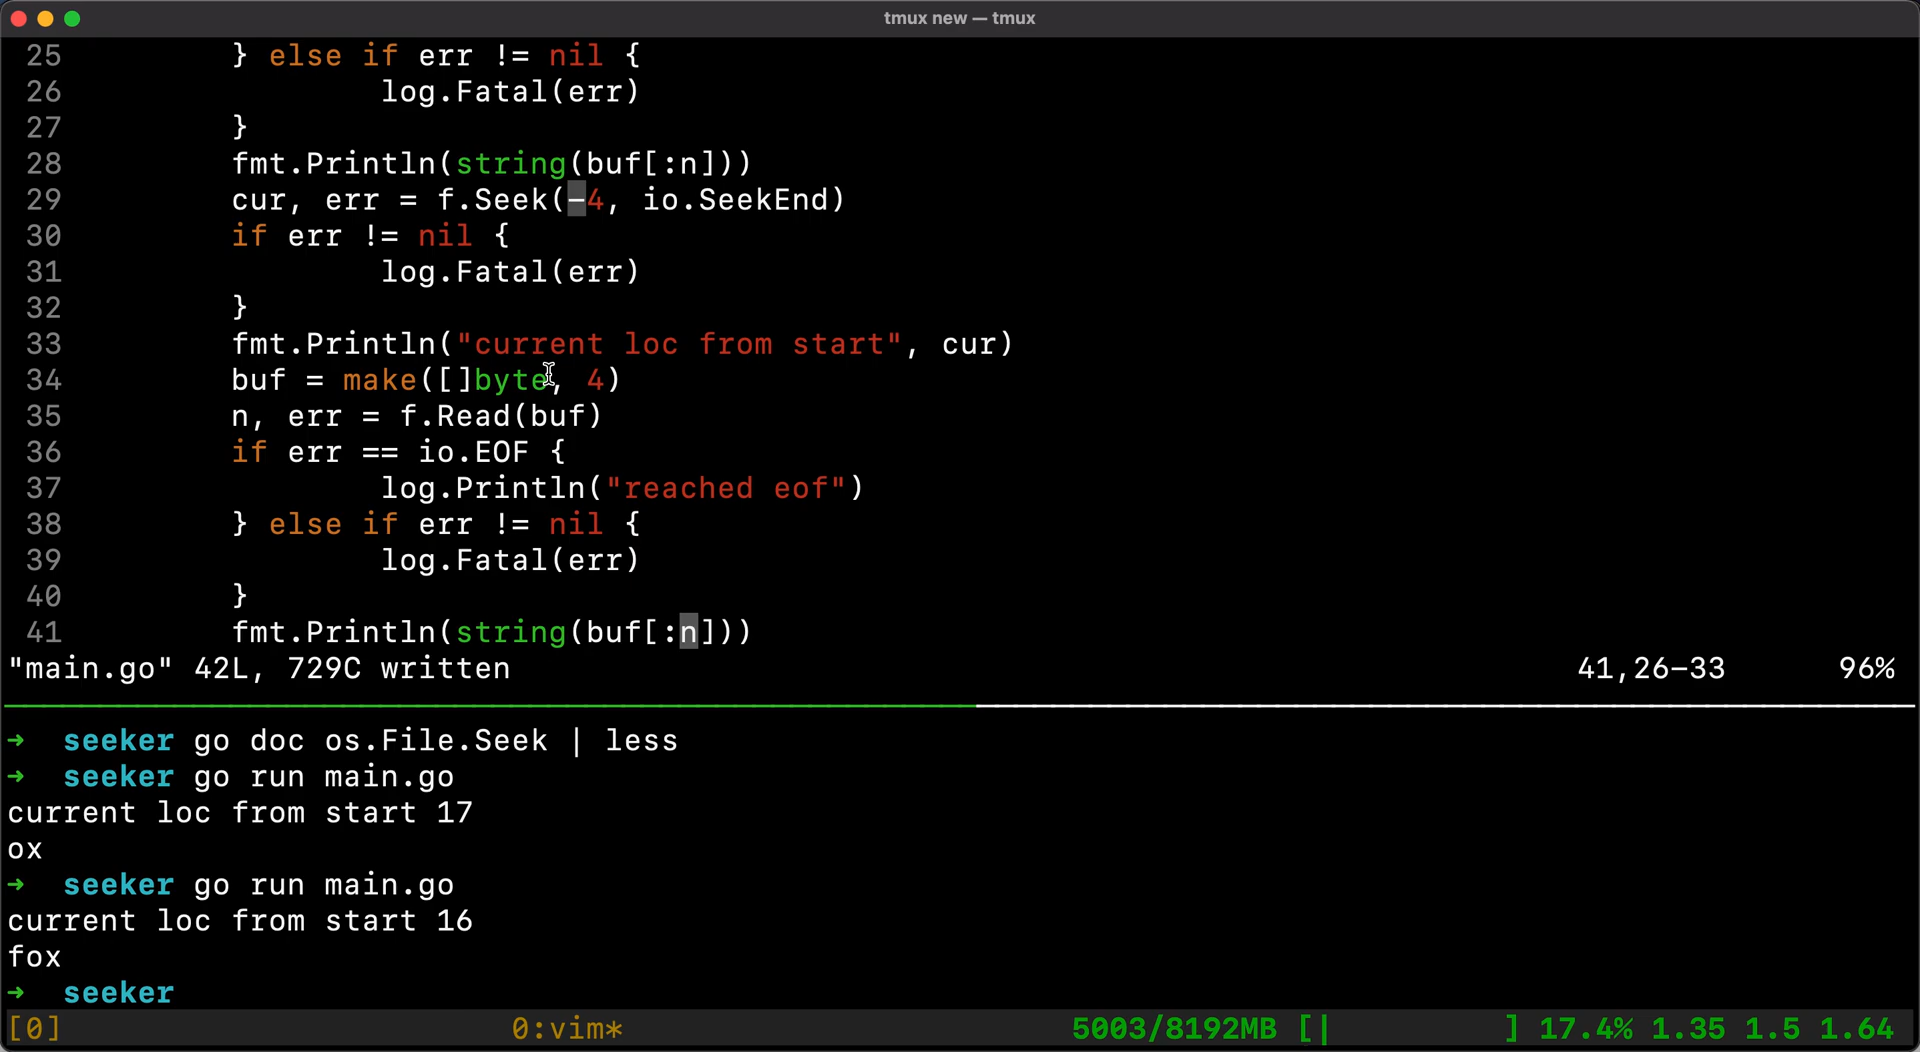 tmux new — tmux
25         } else if err != nil {
26                 log.Fatal(err)
27         }
28         fmt.Println(string(buf[:n]))
29         cur, err = f.Seek(-4, io.SeekEnd)
30         if err != nil {
31                 log.Fatal(err)
32         }
33         fmt.Println("current loc from start", cur)
34         buf = make([]byte, 4)
35         n, err = f.Read(buf)
36         if err == io.EOF {
37                 log.Println("reached eof")
38         } else if err != nil {
39                 log.Fatal(err)
40         }
41         fmt.Println(string(buf[:n]))
"main.go" 42L, 729C written 41,26-33 96%
→ seeker go doc os.File.Seek | less
→ seeker go run main.go
current loc from start 17
ox
→ seeker go run main.go
current loc from start 16
fox
→ seeker
[0] 0:vim* 5003/8192MB [| ] 17.4% 1.35 1.5 1.64